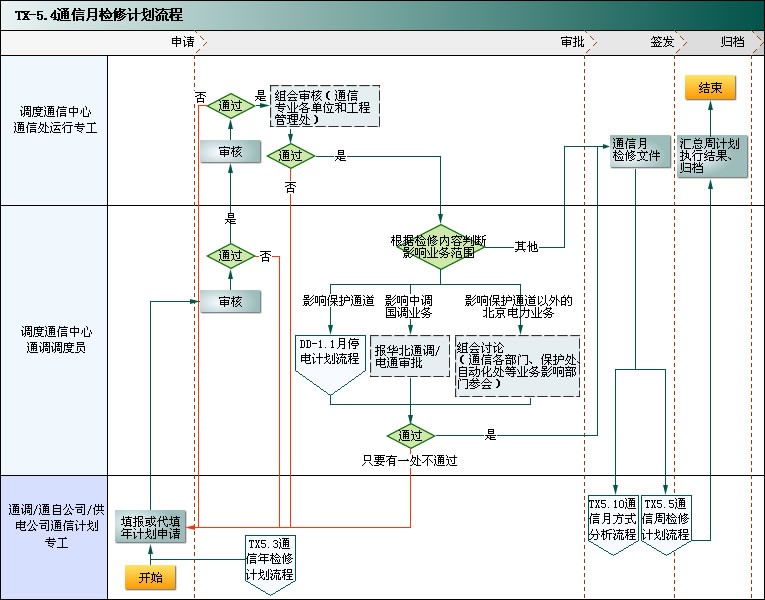 TX-5.4通信月检修计划流程
申请
审批
签发
归档
调度通信中心
通信处运行专工
否
通过
是
组会审核（通信
专业各单位和工程
管理处）
结束
审核
通过
是
否
通信月
检修文件
汇总周计划
执行结果、
归档
调度通信中心
通调调度员
是
通过
否
审核
根据检修内容判断
影响业务范围
其他
影响保护通道
影响中调
国调业务
影响保护通道以外的
北京电力业务
DD-1.1月停
电计划流程
报华北通调/
电通审批
组会讨论
（通信各部门、保护处、
自动化处等业务影响部
门参会）
通过
是
只要有一处不通过
通调/通自公司/供
电公司通信计划
专工
填报或代填
年计划申请
开始
TX5.3通
信年检修
计划流程
TX5.10通
信月方式
分析流程
TX5.5通
信周检修
计划流程